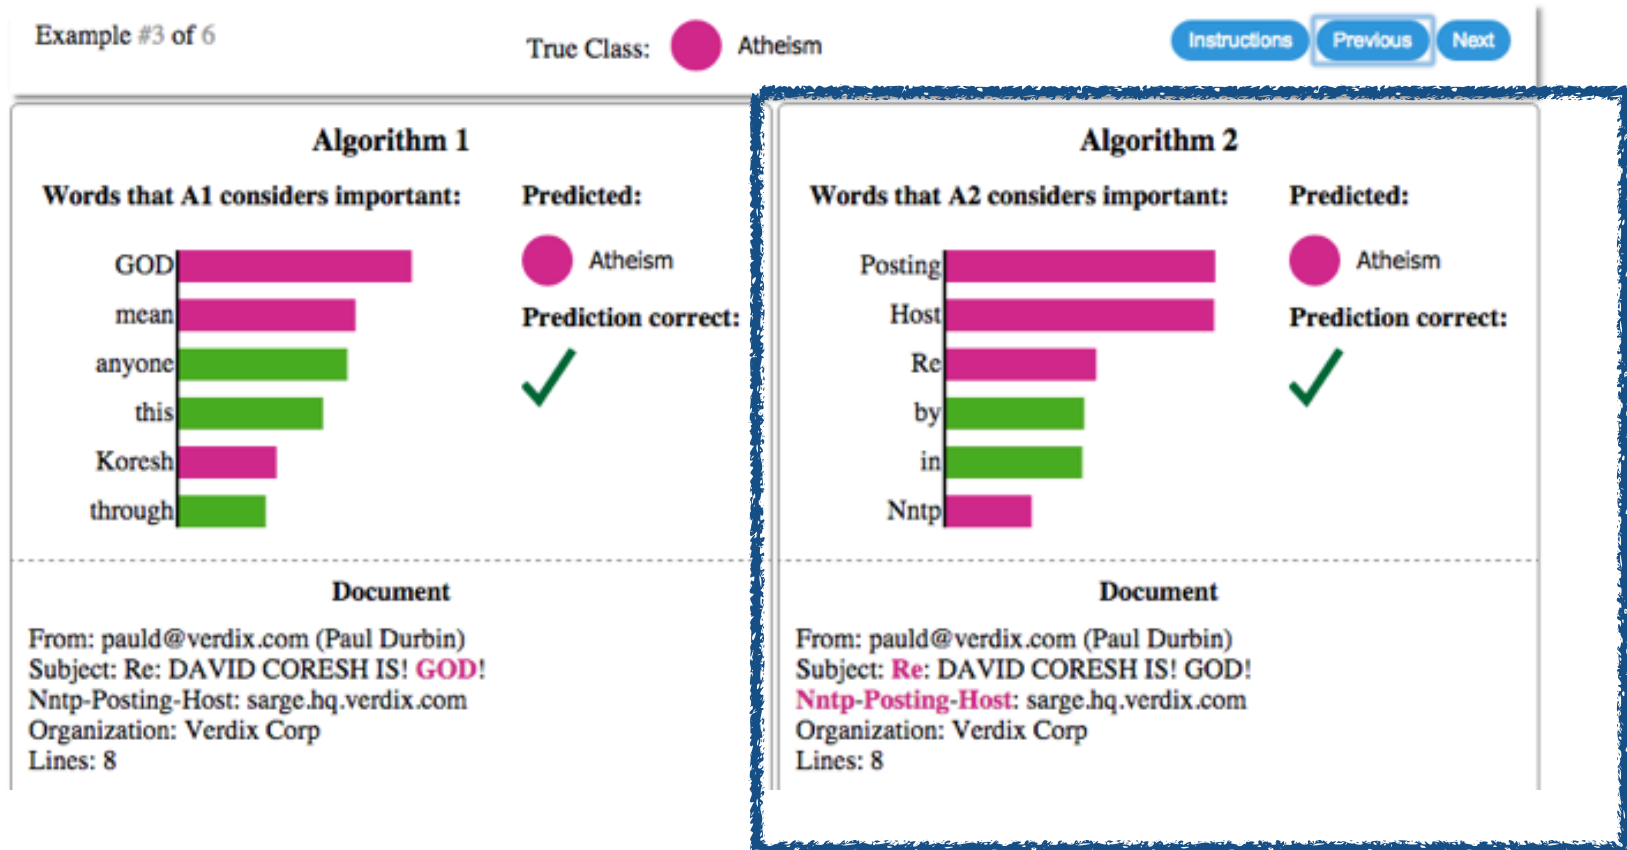 Example #3 of 6
True Class: Atheism
Instructions Previous Next
Algorithm 1
Words that A1 considers important:
Predicted:
GOD
mean
anyone
this
Koresh
through
Atheism
Prediction correct:
Document
From: pauld@verdix.com (Paul Durbin)
Subject: Re: DAVID CORESH IS! GOD!
Nntp-Posting-Host: sarge.hq.verdix.com
Organization: Verdix Corp
Lines: 8
Algorithm 2
Words that A2 considers important:
Predicted:
Posting
Host
Re
by
in
Nntp
Atheism
Prediction correct:
Document
From: pauld@verdix.com (Paul Durbin)
Subject: Re: DAVID CORESH IS! GOD!
Nntp-Posting-Host: sarge.hq.verdix.com
Organization: Verdix Corp
Lines: 8